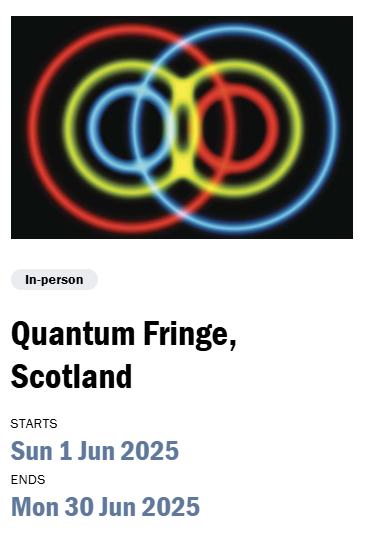 In-person
Quantum Fringe,
Scotland
STARTS
Sun 1 Jun 2025
ENDS
Mon 30 Jun 2025